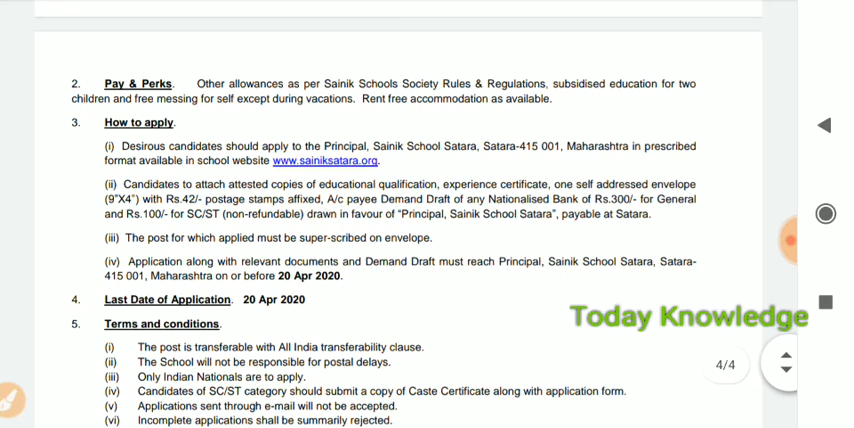 2. Pay & Perks. Other allowances as per Sainik Schools Society Rules & Regulations, subsidised education for two
children and free messing for self except during vacations. Rent free accommodation as available.
3. How to apply.
(i) Desirous candidates should apply to the Principal, Sainik School Satara, Satara-415 001, Maharashtra in prescribed
format available in school website www.sainiksatara.org.
(ii) Candidates to attach attested copies of educational qualification, experience certificate, one self addressed envelope
(9"X4") with Rs.42/- postage stamps affixed, A/c payee Demand Draft of any Nationalised Bank of Rs.300/- for General
and Rs.100/- for SC/ST (non-refundable) drawn in favour of "Principal, Sainik School Satara", payable at Satara.
(iii) The post for which applied must be super-scribed on envelope.
(iv) Application along with relevant documents and Demand Draft must reach Principal, Sainik School Satara, Satara-
415 001, Maharashtra on or before 20 Apr 2020.
4. Last Date of Application. 20 Apr 2020
Today Knowledge
5. Terms and conditions.
(i) The post is transferable with All India transferability clause.
(ii) The School will not be responsible for postal delays.
4/4
(iii) Only Indian Nationals are to apply.
(iv) Candidates of SC/ST category should submit a copy of Caste Certificate along with application form.
(v) Applications sent through e-mail will not be accepted.
(vi) Incomplete applications shall be summarily rejected.